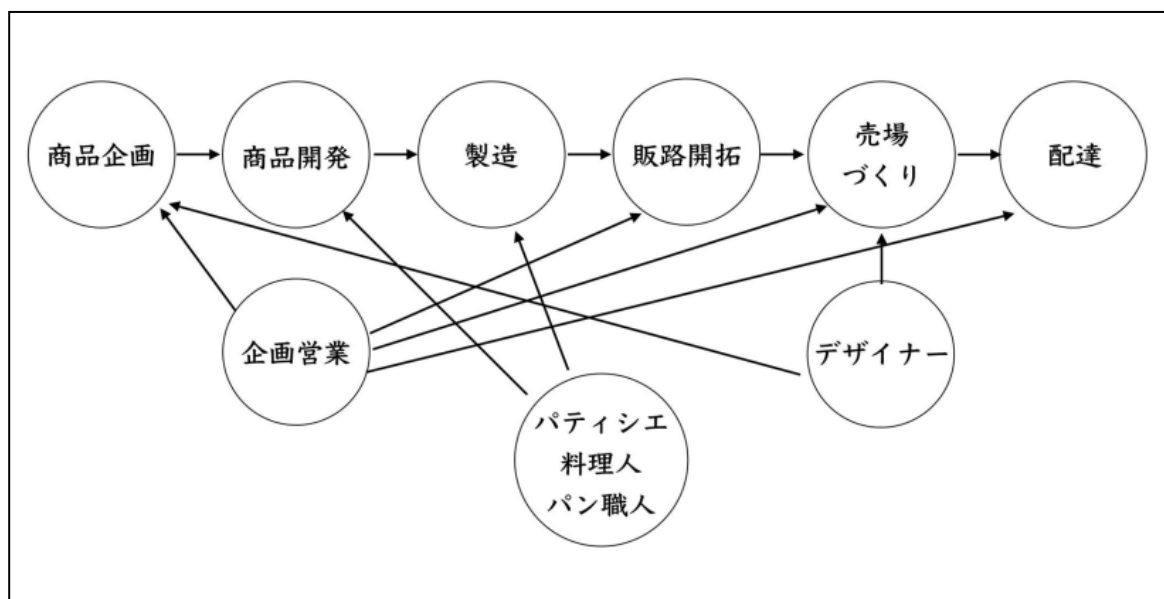 商品企画
商品開発
製造
販路開拓
売場
づくり
配達
企画営業
デザイナー
パティシエ
料理人
パン職人